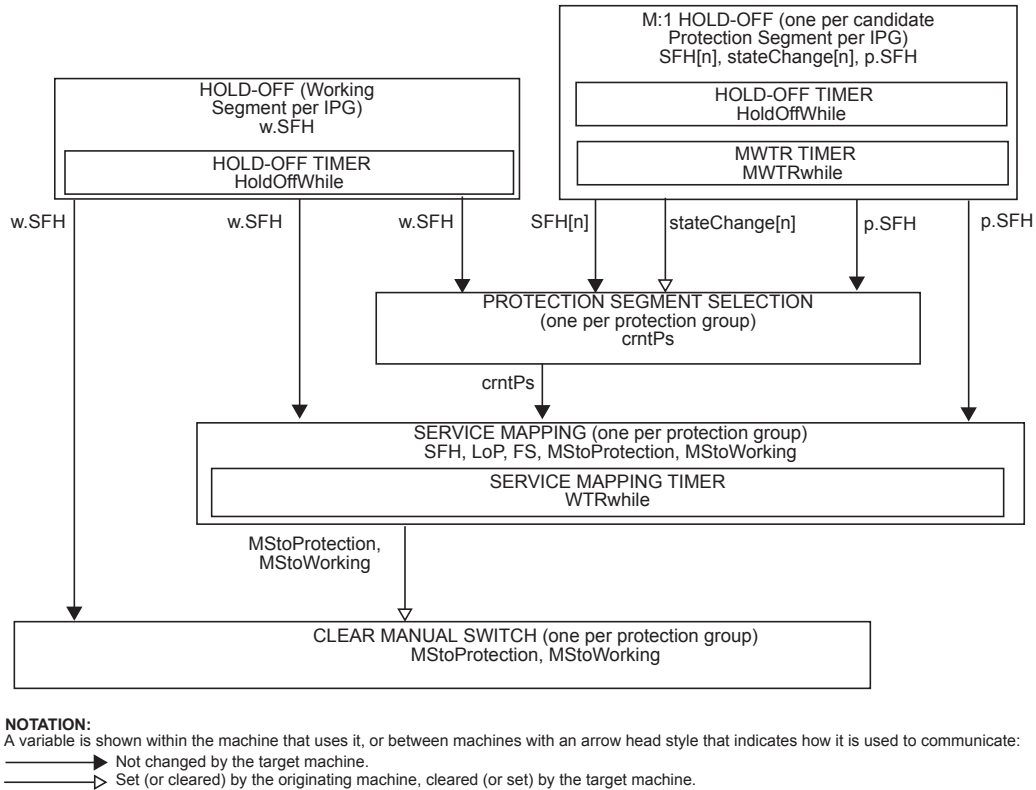 M:1 HOLD-OFF (one per candidate
Protection Segment per IPG)
SFH[n], stateChange[n], p.SFH
HOLD-OFF TIMER
HoldOffWhile
MWTR TIMER
MWTRwhile
HOLD-OFF (Working
Segment per IPG)
w.SFH
HOLD-OFF TIMER
HoldOffWhile
w.SFH
w.SFH
w.SFH
SFH[n]
stateChange[n]
p.SFH
p.SFH
PROTECTION SEGMENT SELECTION
(one per protection group)
crntPs
crntPs
SERVICE MAPPING (one per protection group)
SFH, LoP, FS, MStoProtection, MStoWorking
SERVICE MAPPING TIMER
WTRwhile
MStoProtection,
MStoWorking
CLEAR MANUAL SWITCH (one per protection group)
MStoProtection, MStoWorking
NOTATION:
A variable is shown within the machine that uses it, or between machines with an arrow head style that indicates how it is used to communicate:
Not changed by the target machine.
Set (or cleared) by the originating machine, cleared (or set) by the target machine.